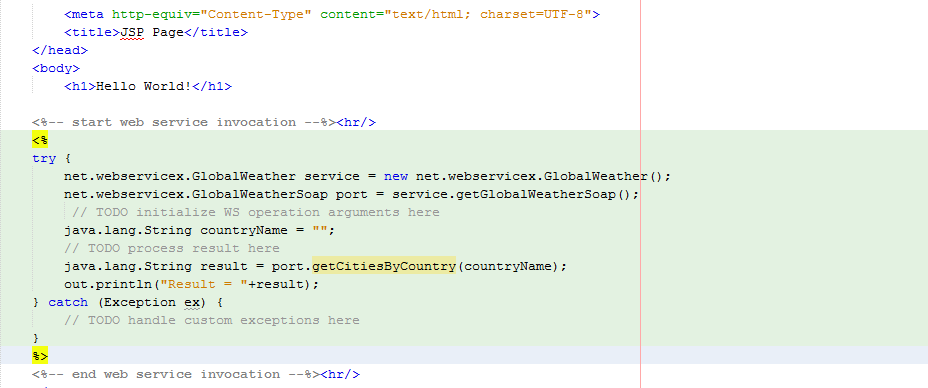 <meta http-equiv="Content-Type" content="text/html; charset=UTF-8">
<title>JSP Page</title>
</head>
<body>
<h1>Hello World!</h1>
<%-- start web service invocation --%><hr/>
<%
try {
net.webservicex.GlobalWeather service = new net.webservicex.GlobalWeather();
net.webservicex.GlobalWeatherSoap port = service.getGlobalWeatherSoap();
// TODO initialize WS operation arguments here
java.lang.String countryName = "";
// TODO process result here
java.lang.String result = port.getCitiesByCountry(countryName);
out.println("Result = "+result);
} catch (Exception ex) {
// TODO handle custom exceptions here
}
%>
<%-- end web service invocation --%><hr/>